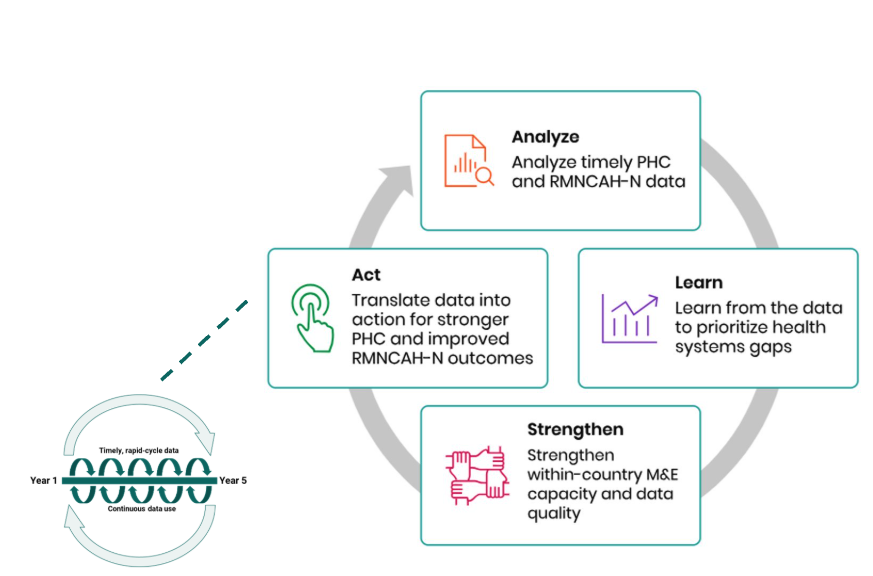 Analyze
Analyze timely PHC
and RMNCAH-N data
Learn
Learn from the data
to prioritize health
systems gaps
Strengthen
Strengthen
within-country M&E
capacity and data
quality
Act
Translate data into
action for stronger
PHC and improved
RMNCAH-N outcomes
Timely, rapid-cycle data
Year 1
Year 5
Continuous data use